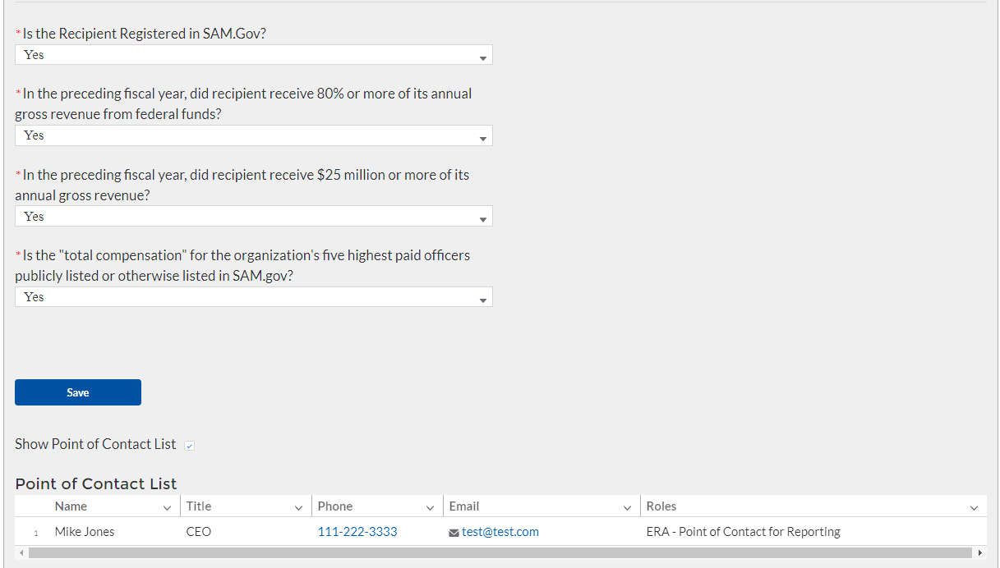 *Is the Recipient Registered in SAM.Gov?
Yes
*In the preceding fiscal year, did recipient receive 80% or more of its annual
gross revenue from federal funds?
Yes
*In the preceding fiscal year, did recipient receive $25 million or more of its
annual gross revenue?
Yes
*Is the "total compensation" for the organization's five highest paid officers
publicly listed or otherwise listed in SAM.gov?
Yes
Save
Show Point of Contact List
Point of Contact List
Name Title Phone Email Roles
1 Mike Jones CEO 111-222-3333 test@test.com ERA - Point of Contact for Reporting